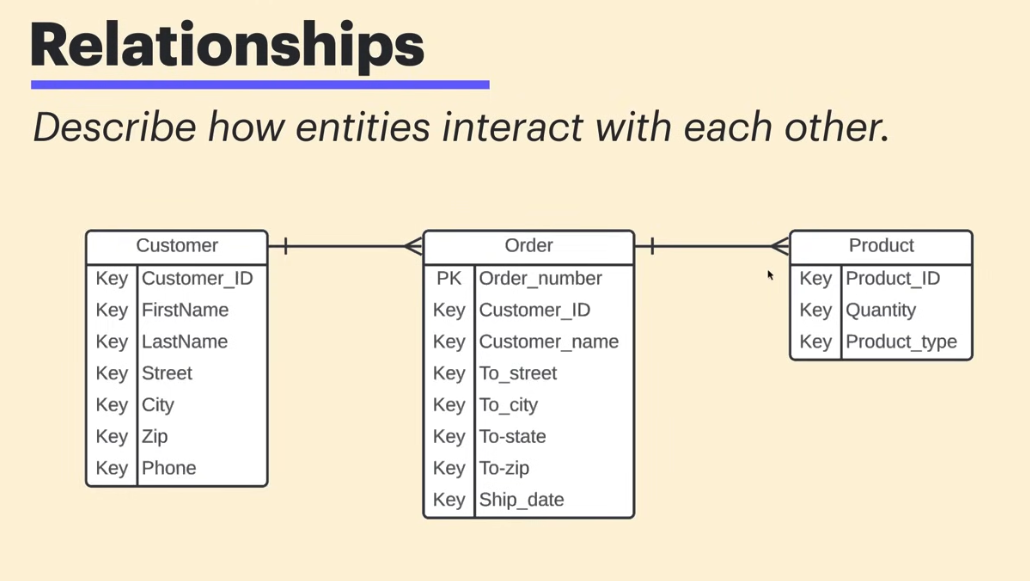 Relationships
Describe how entities interact with each other.
Customer
Key Customer_ID
Key FirstName
Key LastName
Key Street
Key City
Key Zip
Key Phone
Order
PK Order_number
Key Customer_ID
Key Customer_name
Key To_street
Key To_city
Key To-state
Key To-zip
Key Ship_date
Product
Key Product_ID
Key Quantity
Key Product_type